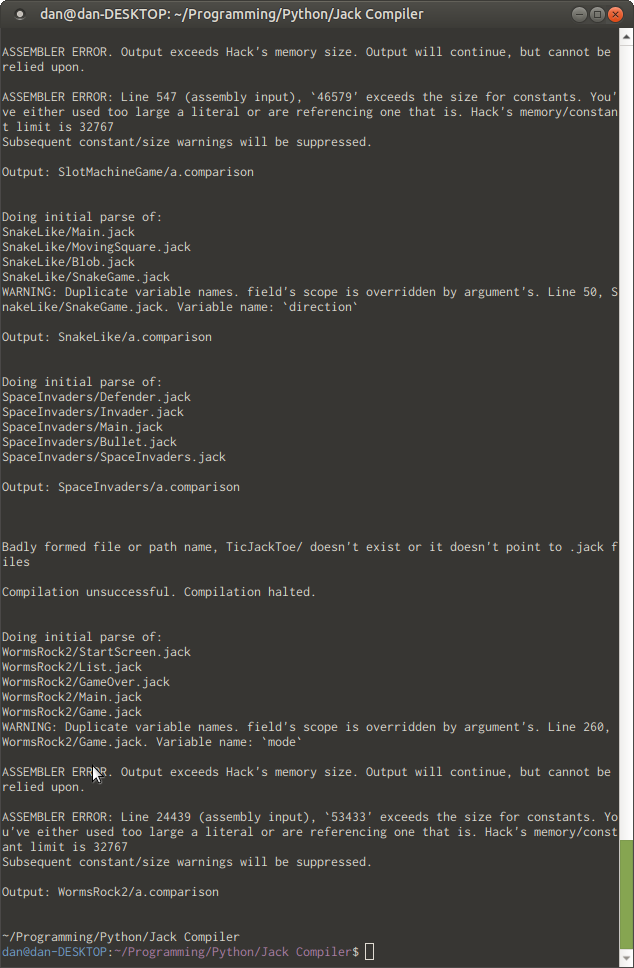 dan@dan-DESKTOP: ~/Programming/Python/Jack Compiler
ASSEMBLER ERROR. Output exceeds Hack's memory size. Output will continue, but cannot be
relied upon.
ASSEMBLER ERROR: Line 547 (assembly input), `46579` exceeds the size for constants. You'
ve either used too large a literal or are referencing one that is. Hack's memory/constan
t limit is 32767
Subsequent constant/size warnings will be suppressed.
Output: SlotMachineGame/a.comparison
Doing initial parse of:
SnakeLike/Main.jack
SnakeLike/MovingSquare.jack
SnakeLike/Blob.jack
SnakeLike/SnakeGame.jack
WARNING: Duplicate variable names. field's scope is overridden by argument's. Line 50, S
nakeLike/SnakeGame.jack. Variable name: `direction`
Output: SnakeLike/a.comparison
Doing initial parse of:
SpaceInvaders/Defender.jack
SpaceInvaders/Invader.jack
SpaceInvaders/Main.jack
SpaceInvaders/Bullet.jack
SpaceInvaders/SpaceInvaders.jack
Output: SpaceInvaders/a.comparison
Badly formed file or path name, TicJackToe/ doesn't exist or it doesn't point to .jack f
iles
Compilation unsuccessful. Compilation halted.
Doing initial parse of:
WormsRock2/StartScreen.jack
WormsRock2/List.jack
WormsRock2/GameOver.jack
WormsRock2/Main.jack
WormsRock2/Game.jack
WARNING: Duplicate variable names. field's scope is overridden by argument's. Line 260,
WormsRock2/Game.jack. Variable name: `mode`
ASSEMBLER ERROR. Output exceeds Hack's memory size. Output will continue, but cannot be
relied upon.
ASSEMBLER ERROR: Line 24439 (assembly input), `53433` exceeds the size for constants. Yo
u've either used too large a literal or are referencing one that is. Hack's memory/const
ant limit is 32767
Subsequent constant/size warnings will be suppressed.
Output: WormsRock2/a.comparison
~/Programming/Python/Jack Compiler
dan@dan-DESKTOP:~/Programming/Python/Jack Compiler$